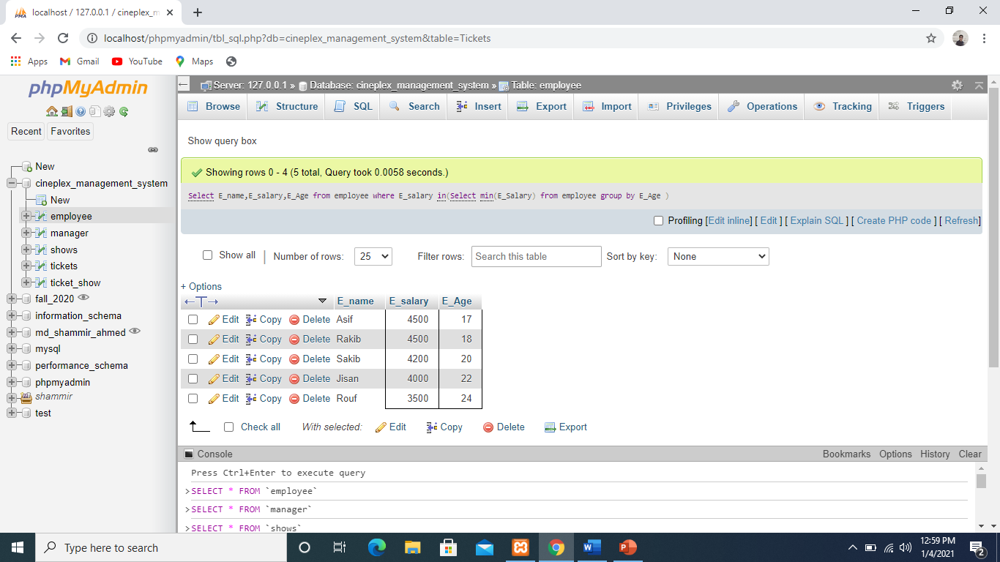 localhost / 127.0.0.1 / cineplex_m
localhost/phpmyadmin/tbl_sql.php?db=cineplex_management_system&table=Tickets
Apps Gmail YouTube Maps
phpMyAdmin
Recent Favorites
New
cineplex_management_system
New
employee
manager
shows
tickets
ticket_show
fall_2020
information_schema
md_shammir_ahmed
mysql
performance_schema
phpmyadmin
shammir
test
Server: 127.0.0.1 » Database: cineplex_management_system » Table: employee
Browse Structure SQL Search Insert Export Import Privileges Operations Tracking Triggers
Show query box
Showing rows 0 - 4 (5 total, Query took 0.0058 seconds.)
Select E_name,E_salary,E_Age from employee where E_salary in(Select min(E_Salary) from employee group by E_Age )
Profiling [Edit inline] [ Edit ] [ Explain SQL ] [ Create PHP code ] [ Refresh]
Show all | Number of rows: 25 Filter rows: Search this table Sort by key: None
+ Options
←T→ E_name E_salary E_Age
Edit Copy Delete Asif 4500 17
Edit Copy Delete Rakib 4500 18
Edit Copy Delete Sakib 4200 20
Edit Copy Delete Jisan 4000 22
Edit Copy Delete Rouf 3500 24
Check all With selected: Edit Copy Delete Export
Console Bookmarks Options History Clear
Press Ctrl+Enter to execute query
>SELECT * FROM `employee`
>SELECT * FROM `manager`
>SELECT * FROM `shows`
Type here to search
12:59 PM
1/4/2021
2